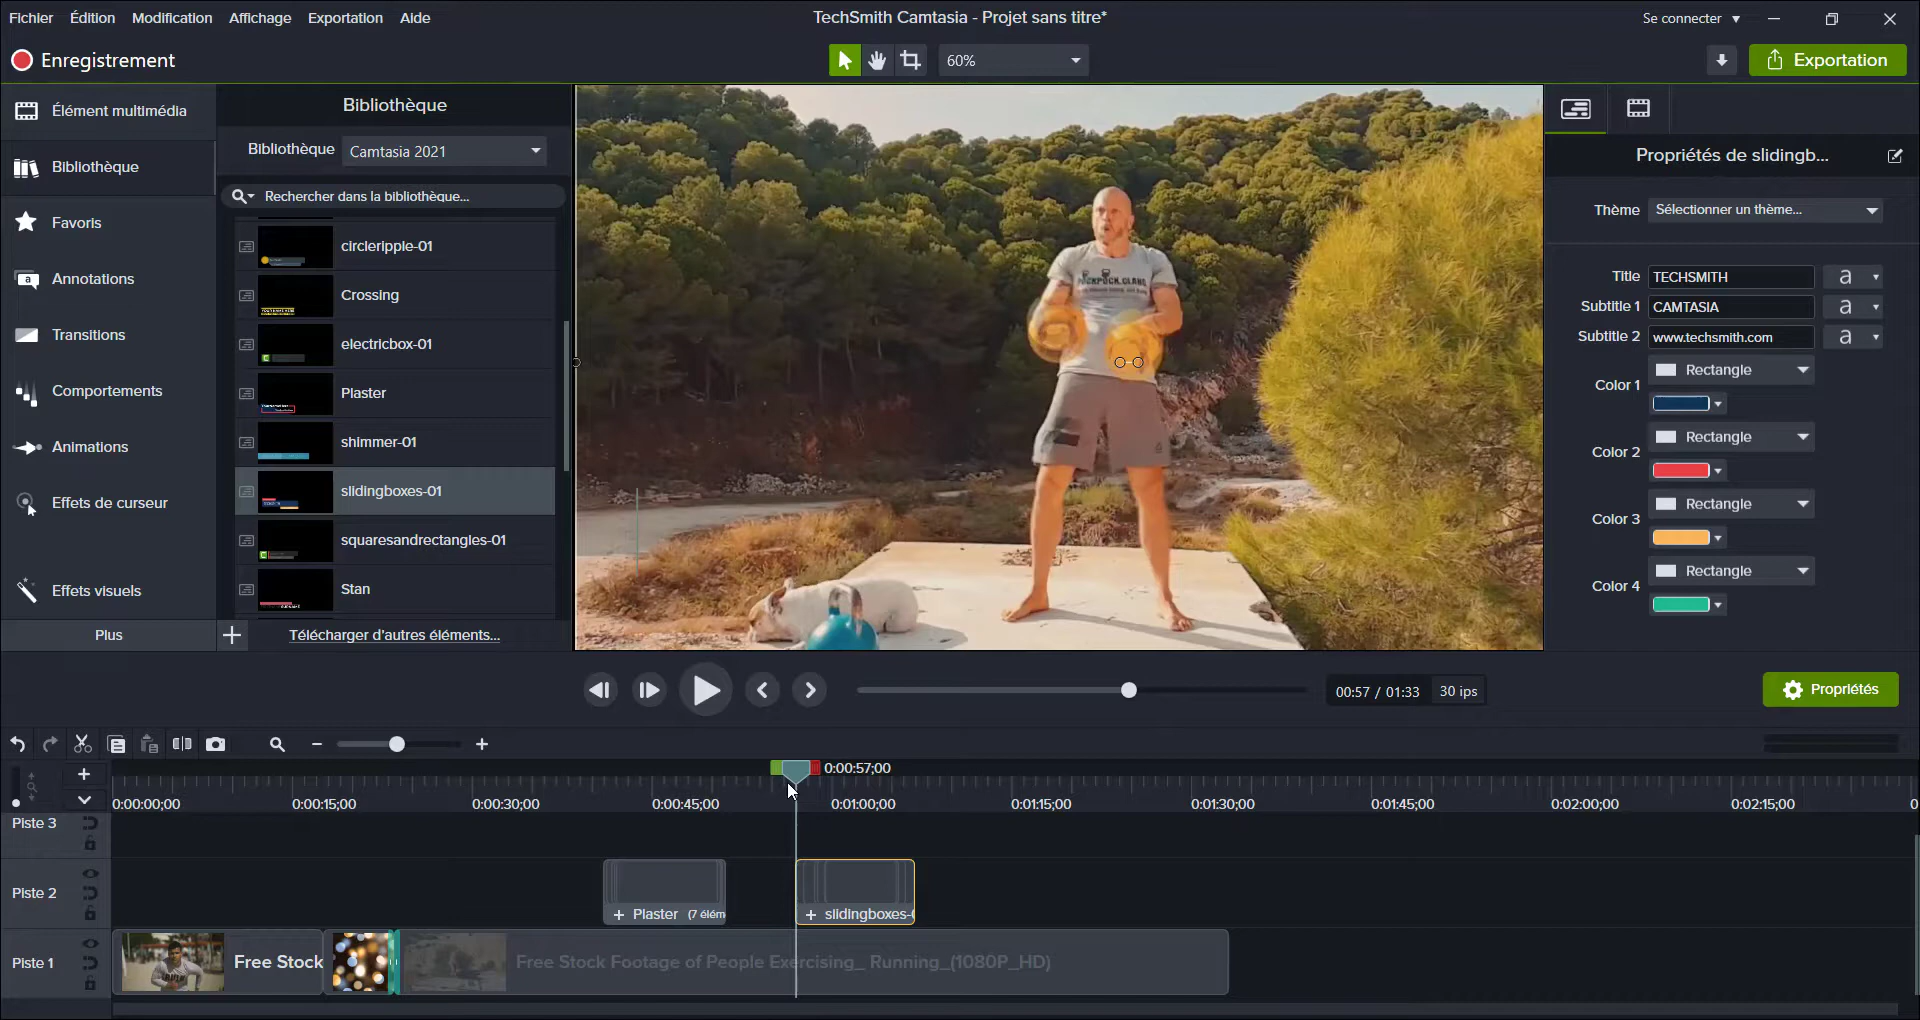 Fichier Édition Modification Affichage Exportation Aide
TechSmith Camtasia - Projet sans titre*
Se connecter
Enregistrement
60%
Exportation
Élément multimédia
Bibliothèque
Favoris
Annotations
Transitions
Comportements
Animations
Effets de curseur
Effets visuels
Plus
Bibliothèque
Bibliothèque Camtasia 2021
Rechercher dans la bibliothèque...
circleripple-01
Crossing
electricbox-01
Plaster
shimmer-01
slidingboxes-01
squaresandrectangles-01
Stan
Télécharger d'autres éléments...
Propriétés de slidingb...
Thème Sélectionner un thème...
Title TECHSMITH a
Subtitle 1 CAMTASIA a
Subtitle 2 www.techsmith.com a
Color 1 Rectangle
Color 2 Rectangle
Color 3 Rectangle
Color 4 Rectangle
00:57 / 01:33 30 ips
Propriétés
0:00:57;00
0:00:00;00 0:00:15;00 0:00:30;00 0:00:45;00 0:01:00;00 0:01:15;00 0:01:30;00 0:01:45;00 0:02:00;00 0:02:15;00 0
Piste 3
Piste 2
Plaster (7 élém
slidingboxes-
Piste 1
Free Stock
Free Stock Footage of People Exercising_ Running_(1080P_HD)